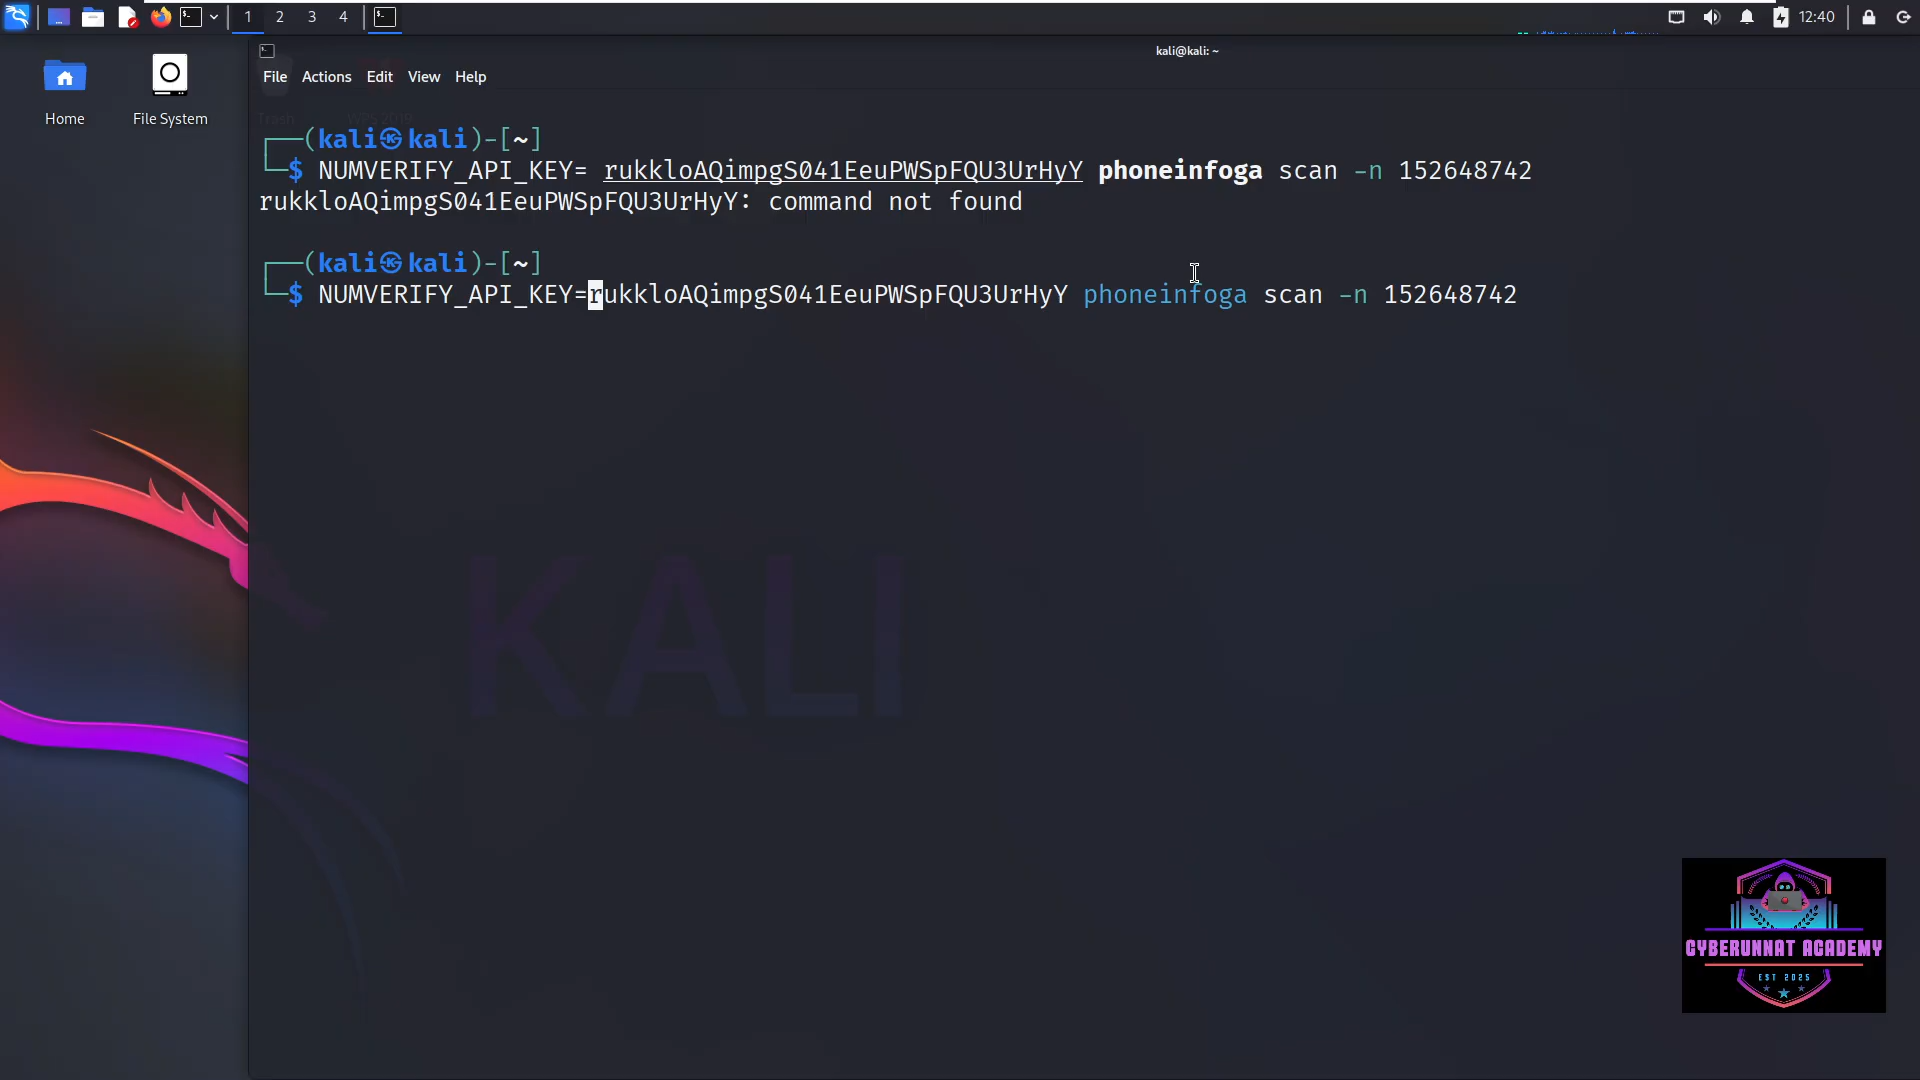 1 2 3 4
12:40
kali@kali: ~
File Actions Edit View Help
Home
File System
┌──(kali㉿kali)-[~]
└─$ NUMVERIFY_API_KEY= rukkloAQimpgS041EeuPWSpFQU3UrHyY phoneinfoga scan -n 152648742
rukkloAQimpgS041EeuPWSpFQU3UrHyY: command not found
┌──(kali㉿kali)-[~]
└─$ NUMVERIFY_API_KEY=rukkloAQimpgS041EeuPWSpFQU3UrHyY phoneinfoga scan -n 152648742
KALI
CYBERUNNAT ACADEMY
EST 2025